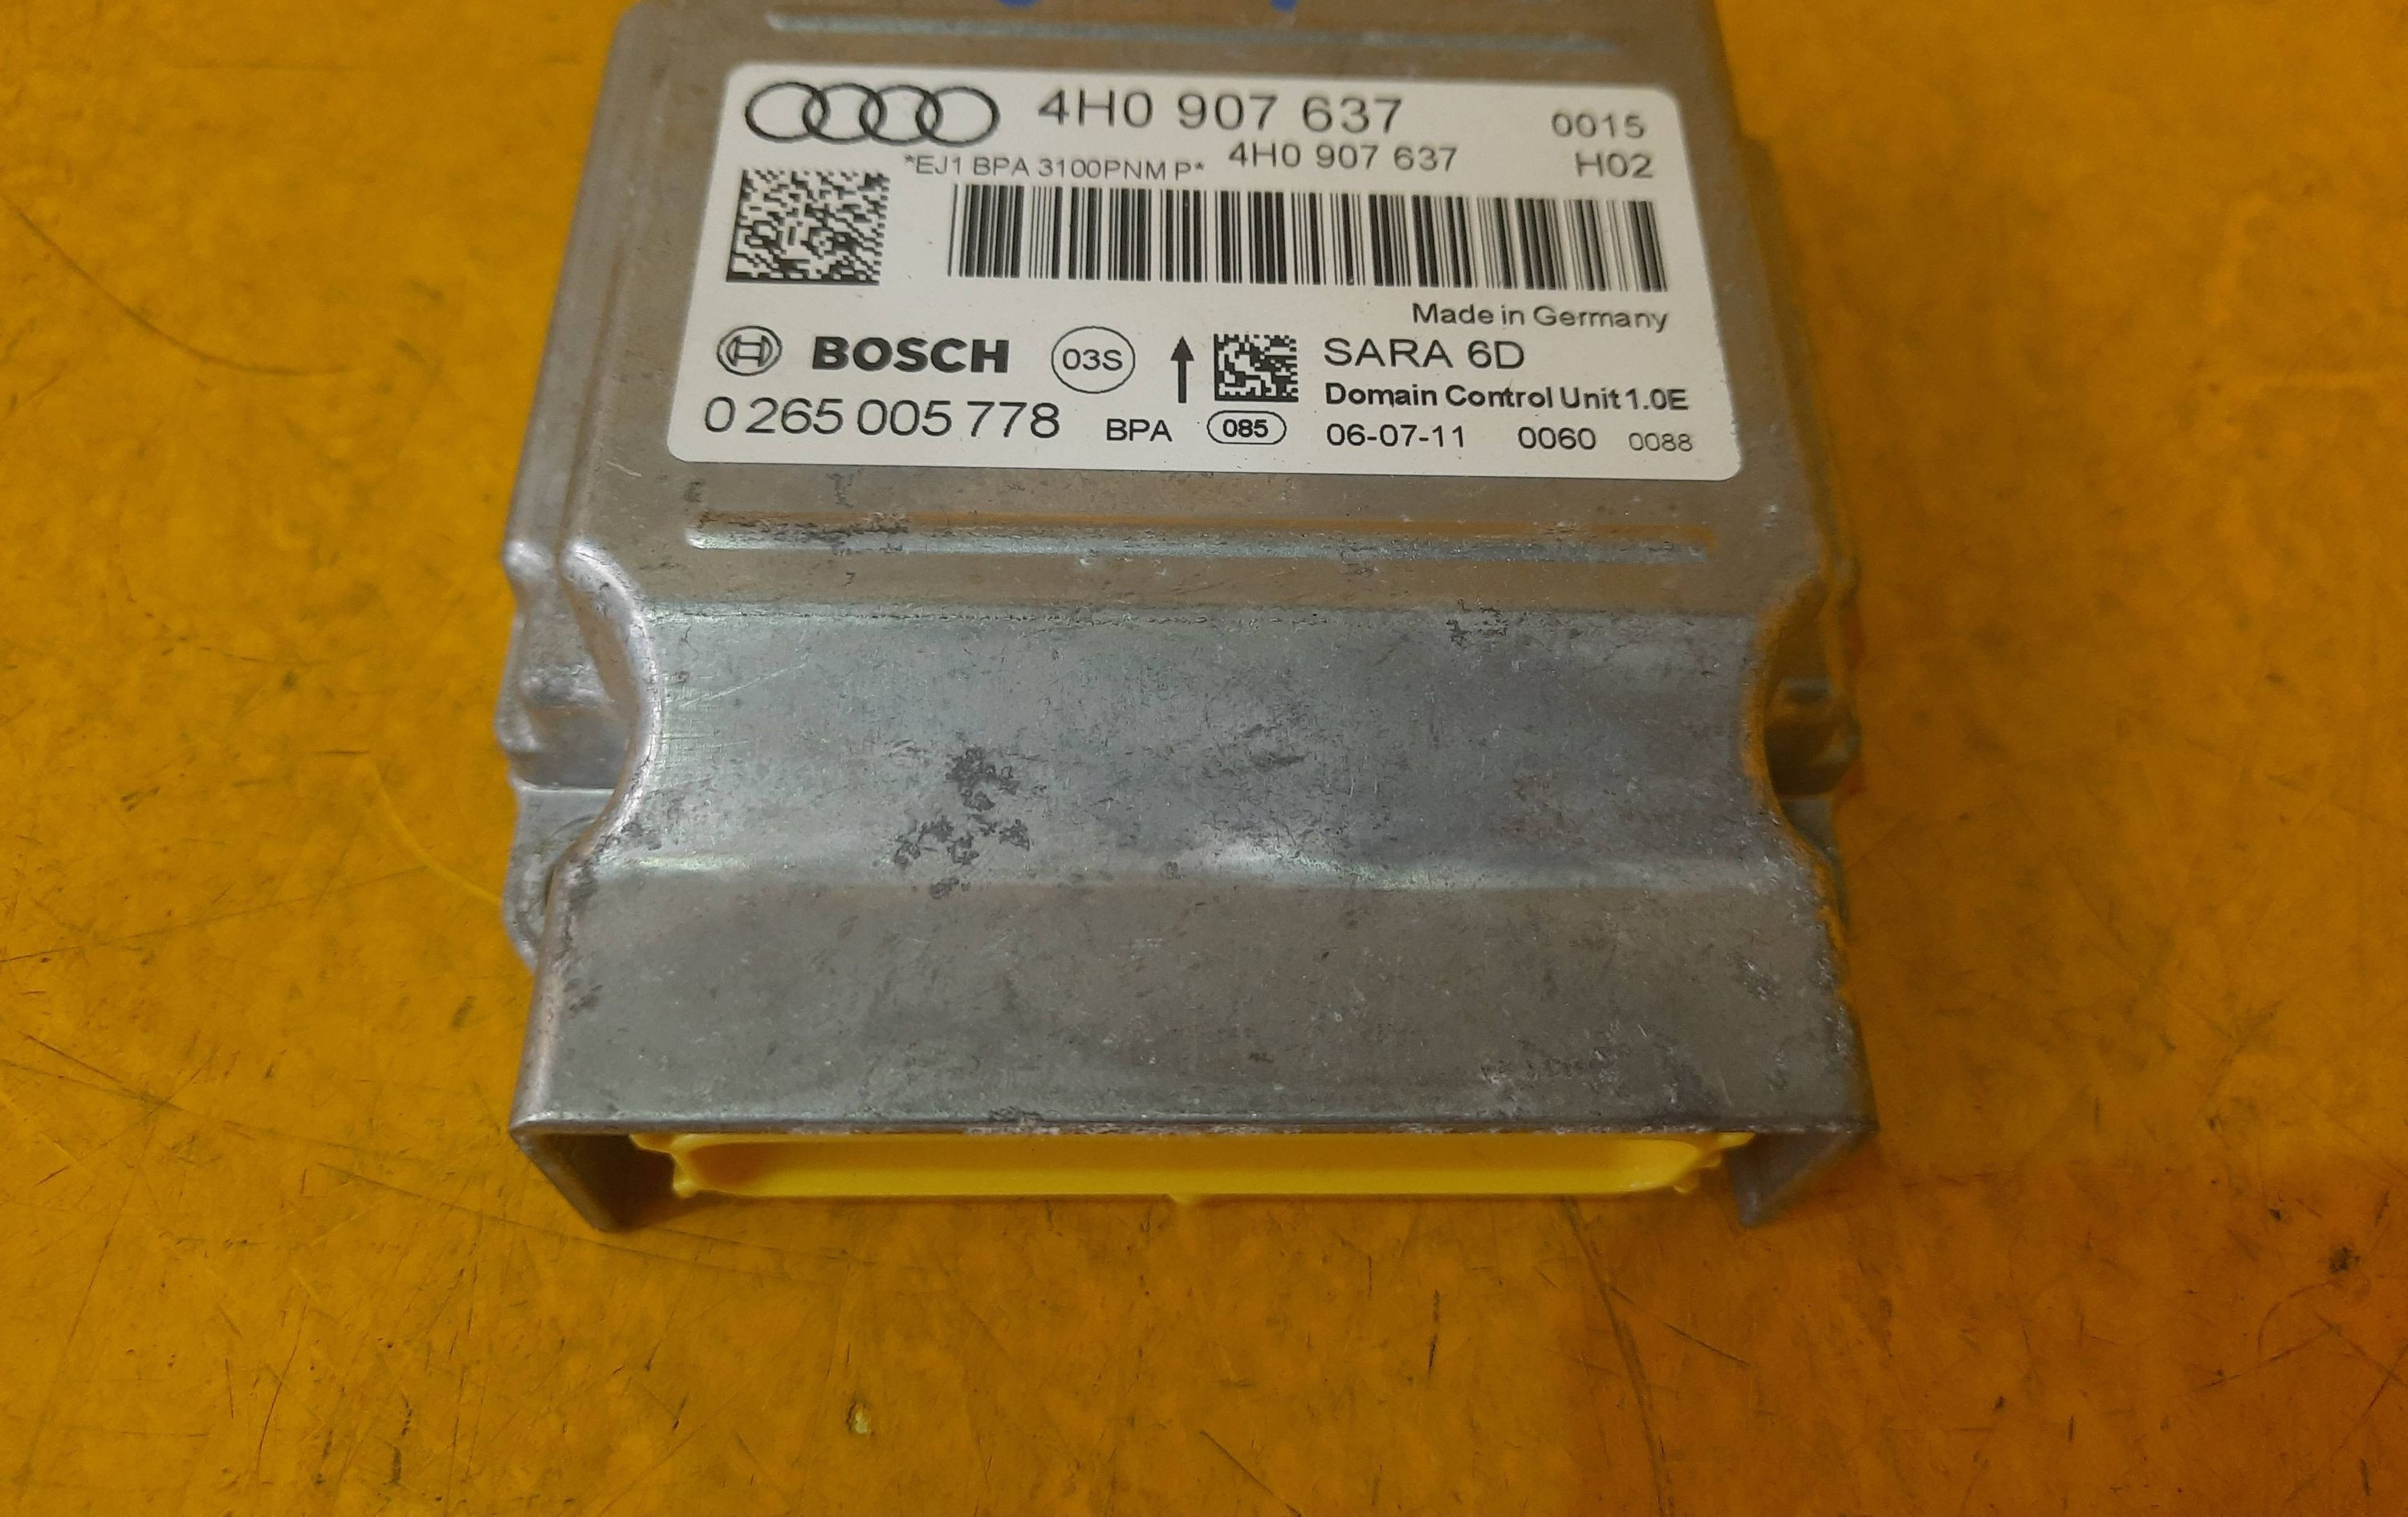 4H0 907 637 0015
*EJ1 BPA 3100PNM P* 4H0 907 637 H02
Made in Germany
BOSCH 03S SARA 6D
Domain Control Unit 1.0E
0 265 005 778 BPA 085 06-07-11 0060 0088